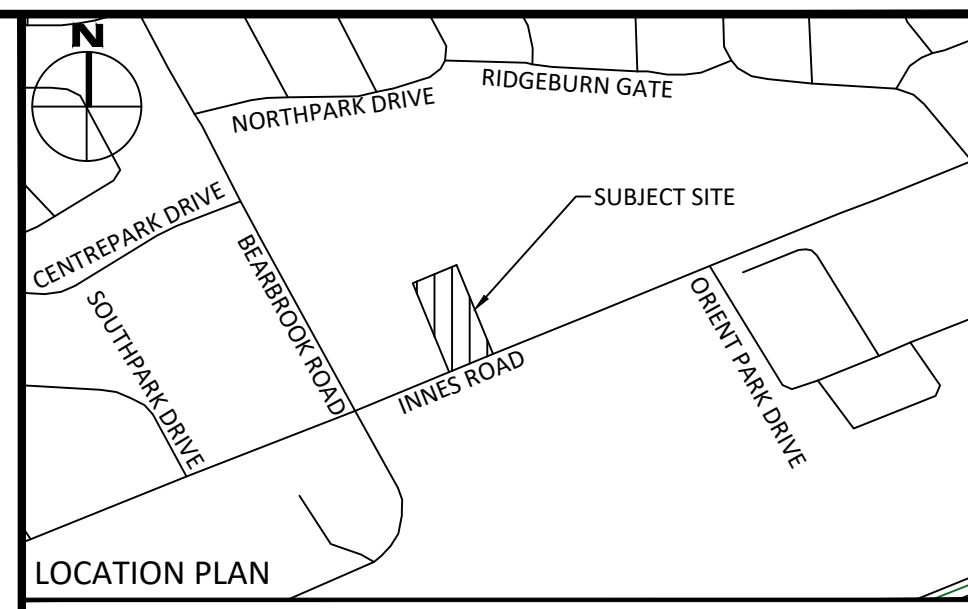 N
RIDGEBURN GATE
NORTHPARK DRIVE
SUBJECT SITE
CENTREPARK DRIVE
BEARBROOK ROAD
SOUTHPARK DRIVE
ORIENT PARK DRIVE
INNES ROAD
LOCATION PLAN